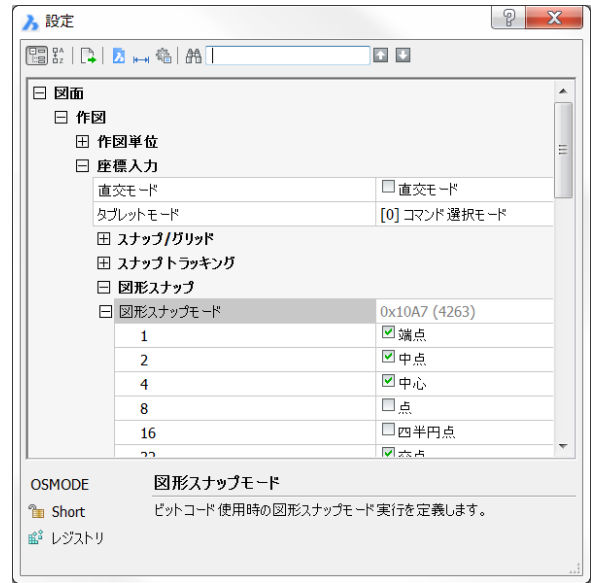 設定
図面
作図
作図単位
座標入力
直交モード 直交モード
タブレットモード [0] コマンド選択モード
スナップ/グリッド
スナップトラッキング
図形スナップ
図形スナップモード 0x10A7 (4263)
1 端点
2 中点
4 中心
8 点
16 四半円点
32 交点
OSMODE 図形スナップモード
Short ビットコード使用時の図形スナップモード実行を定義します。
レジストリ